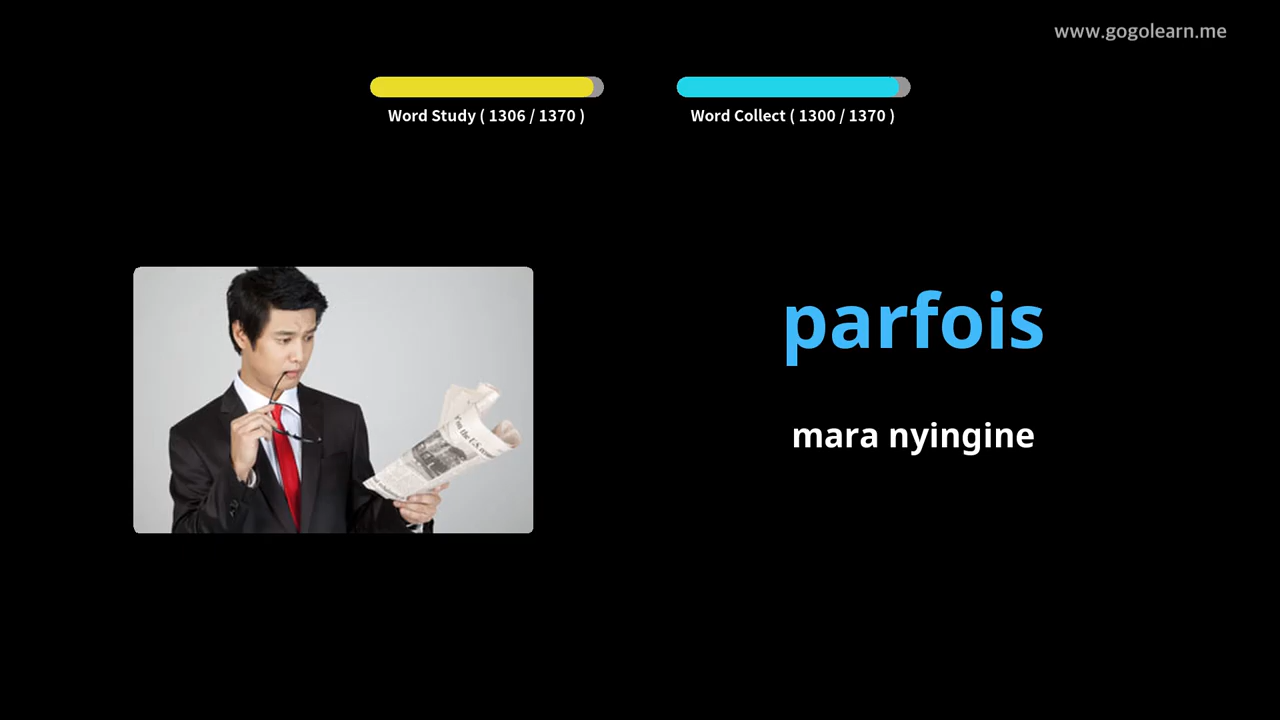 www.gogolearn.me
Word Study ( 1306 / 1370 )
Word Collect ( 1300 / 1370 )
parfois
mara nyingine